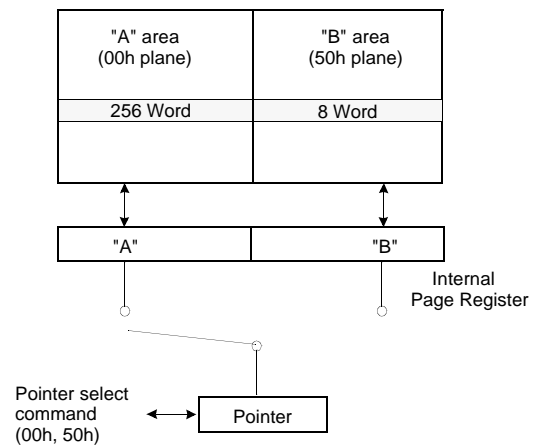 "A" area
(00h plane)
"B" area
(50h plane)
256 Word
8 Word
"A"
"B"
Internal
Page Register
Pointer select
command
(00h, 50h)
Pointer